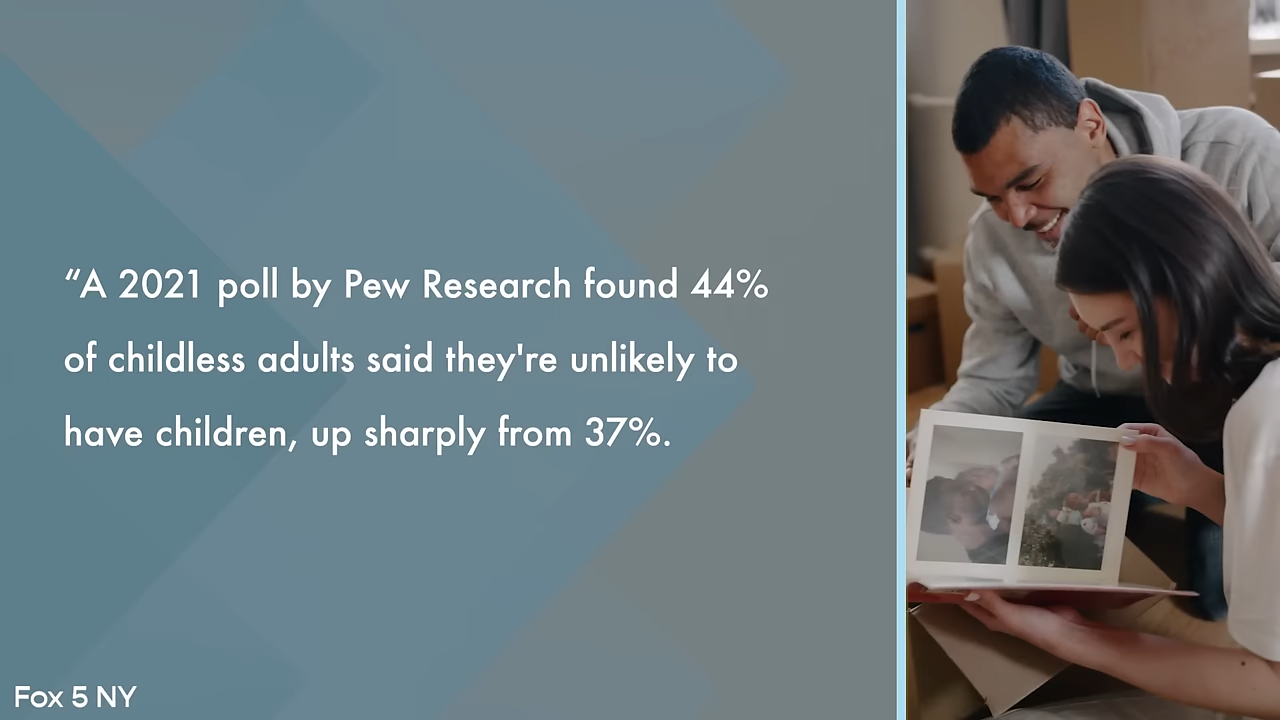 “A 2021 poll by Pew Research found 44%
of childless adults said they're unlikely to
have children, up sharply from 37%.
Fox 5 NY